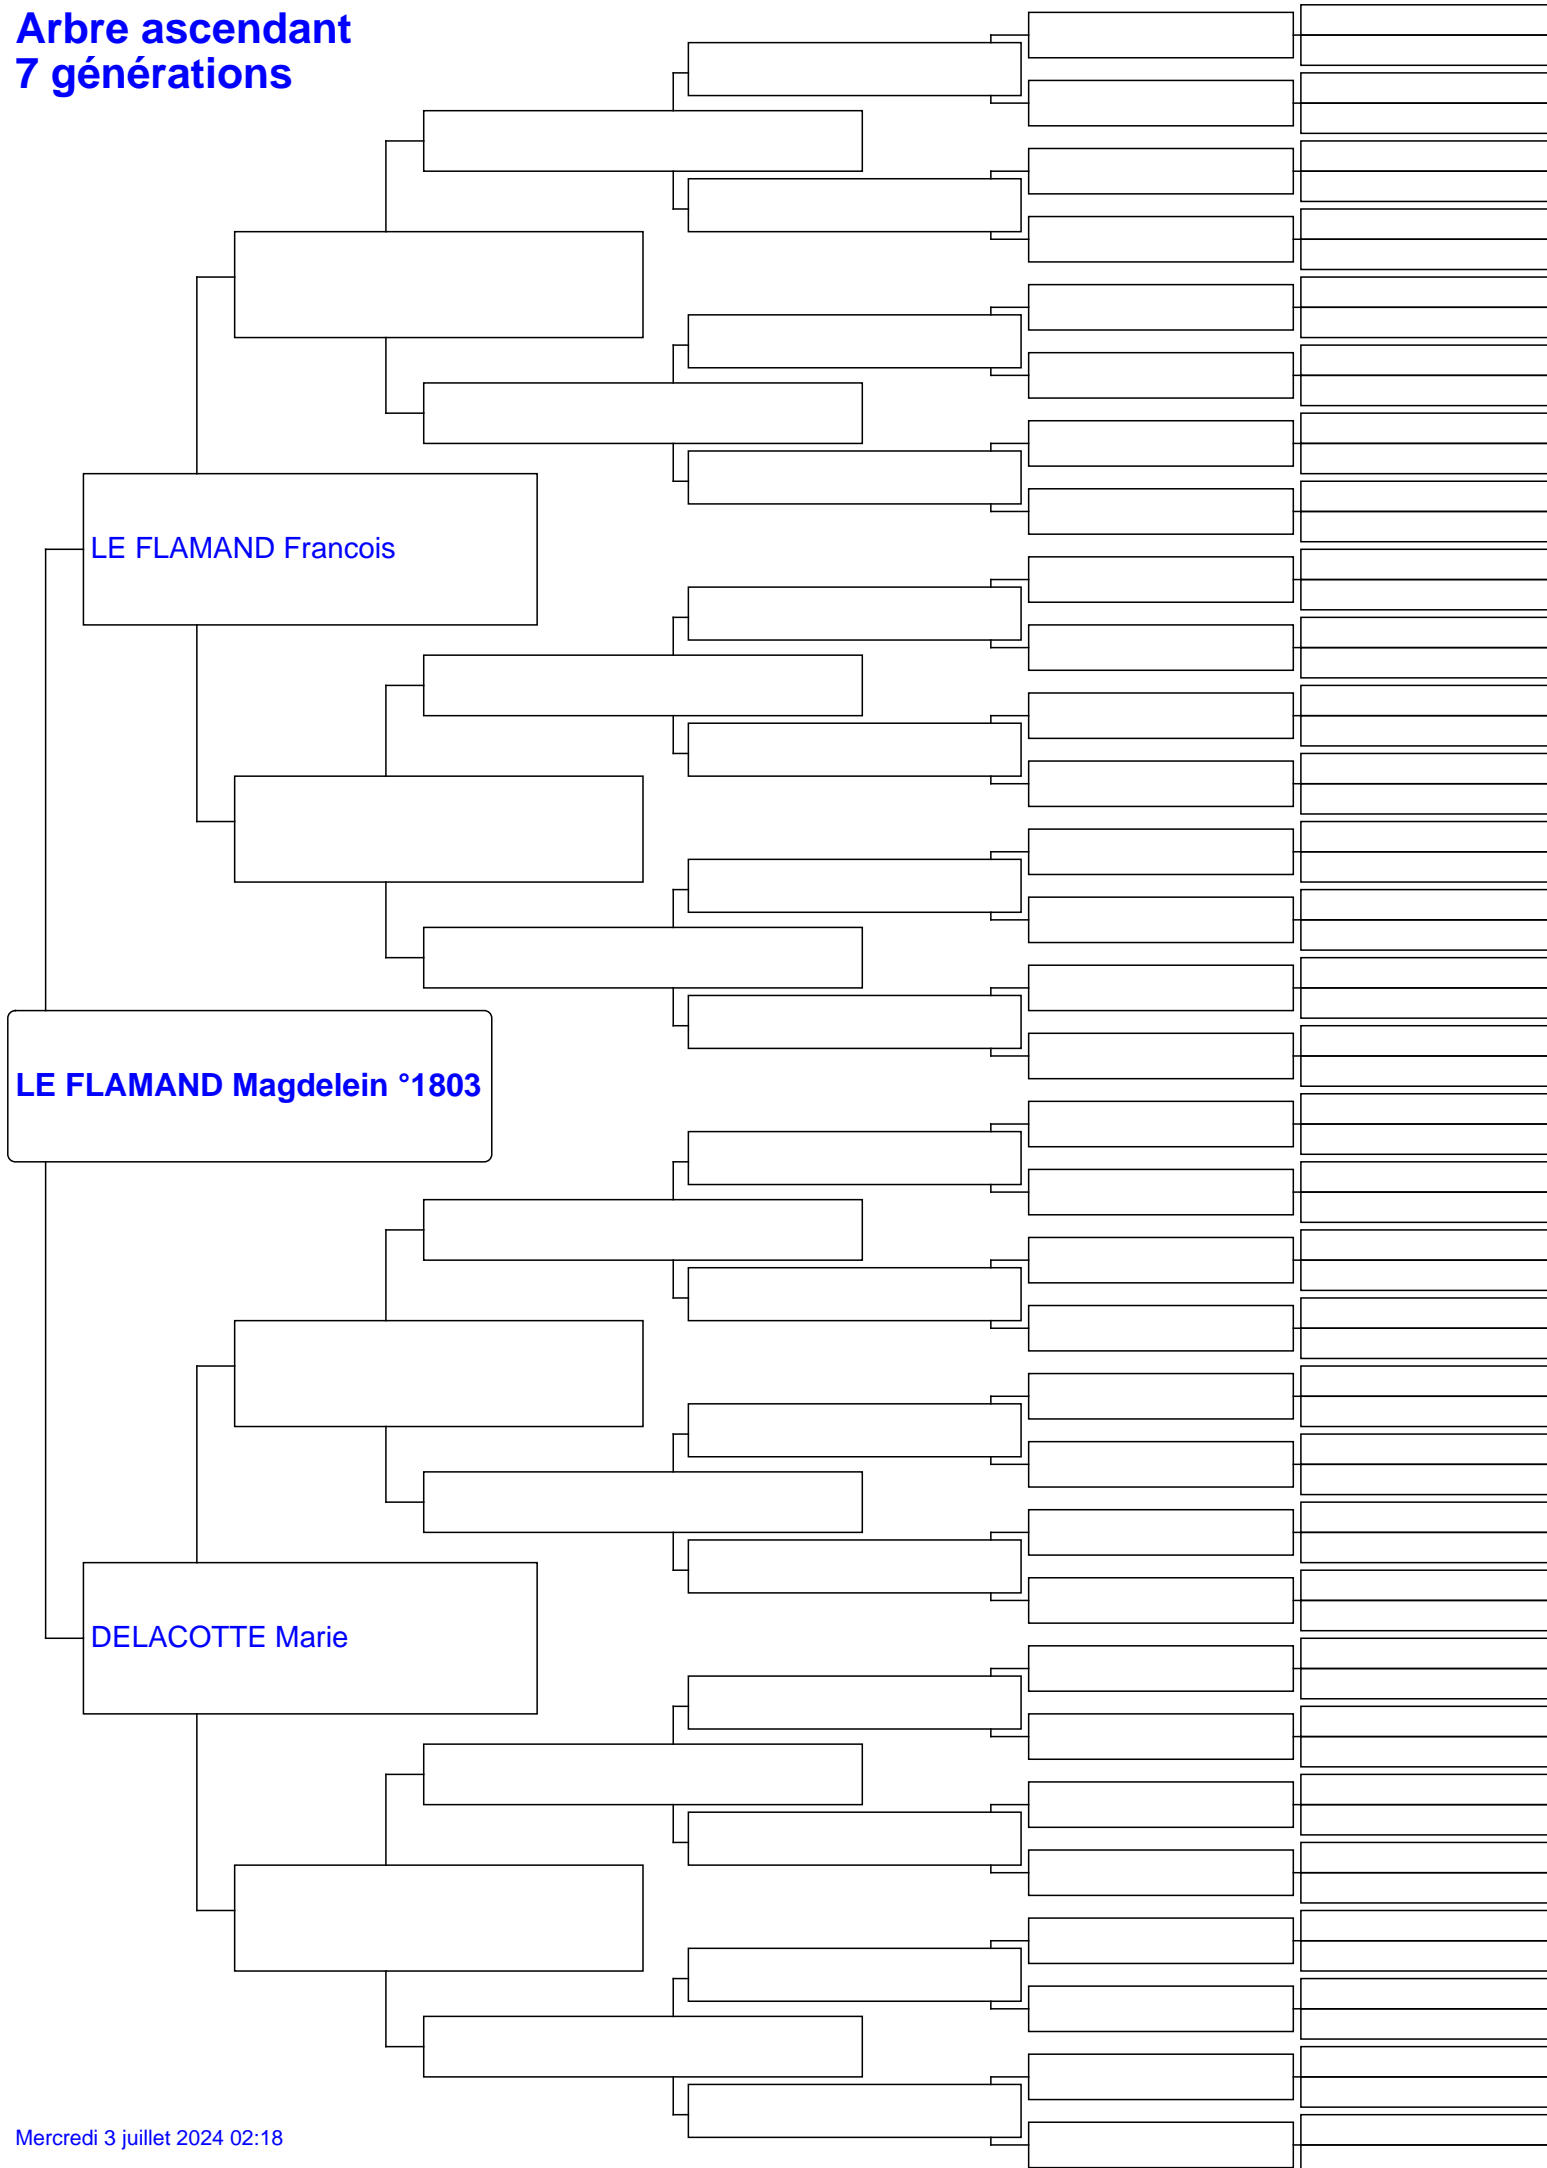 Arbre ascendant
7 générations
LE FLAMAND Francois
LE FLAMAND Magdelein °1803
DELACOTTE Marie
Mercredi 3 juillet 2024 02:18